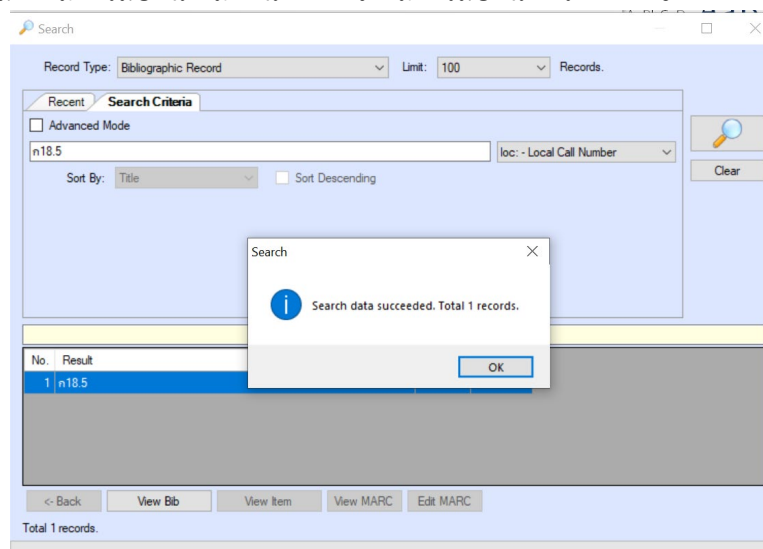 Search
Record Type: Bibliographic Record Limit: 100 Records.
Recent Search Criteria
Advanced Mode
n18.5 loc: - Local Call Number
Clear
Sort By: Title Sort Descending
Search
Search data succeeded. Total 1 records.
OK
No. Result
1 n18.5
<- Back View Bib View Item View MARC Edit MARC
Total 1 records.